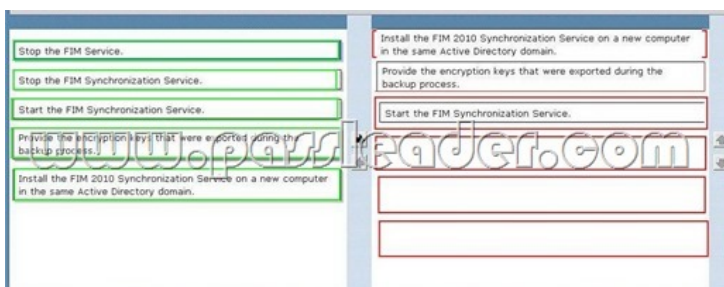 Stop the FIM Service.
Stop the FIM Synchronization Service.
Start the FIM Synchronization Service.
Provide the encryption keys that were exported during the
backup process.
Install the FIM 2010 Synchronization Service on a new computer
in the same Active Directory domain.
Install the FIM 2010 Synchronization Service on a new computer
in the same Active Directory domain.
Provide the encryption keys that were exported during the
backup process.
Start the FIM Synchronization Service.
www.passleader.com